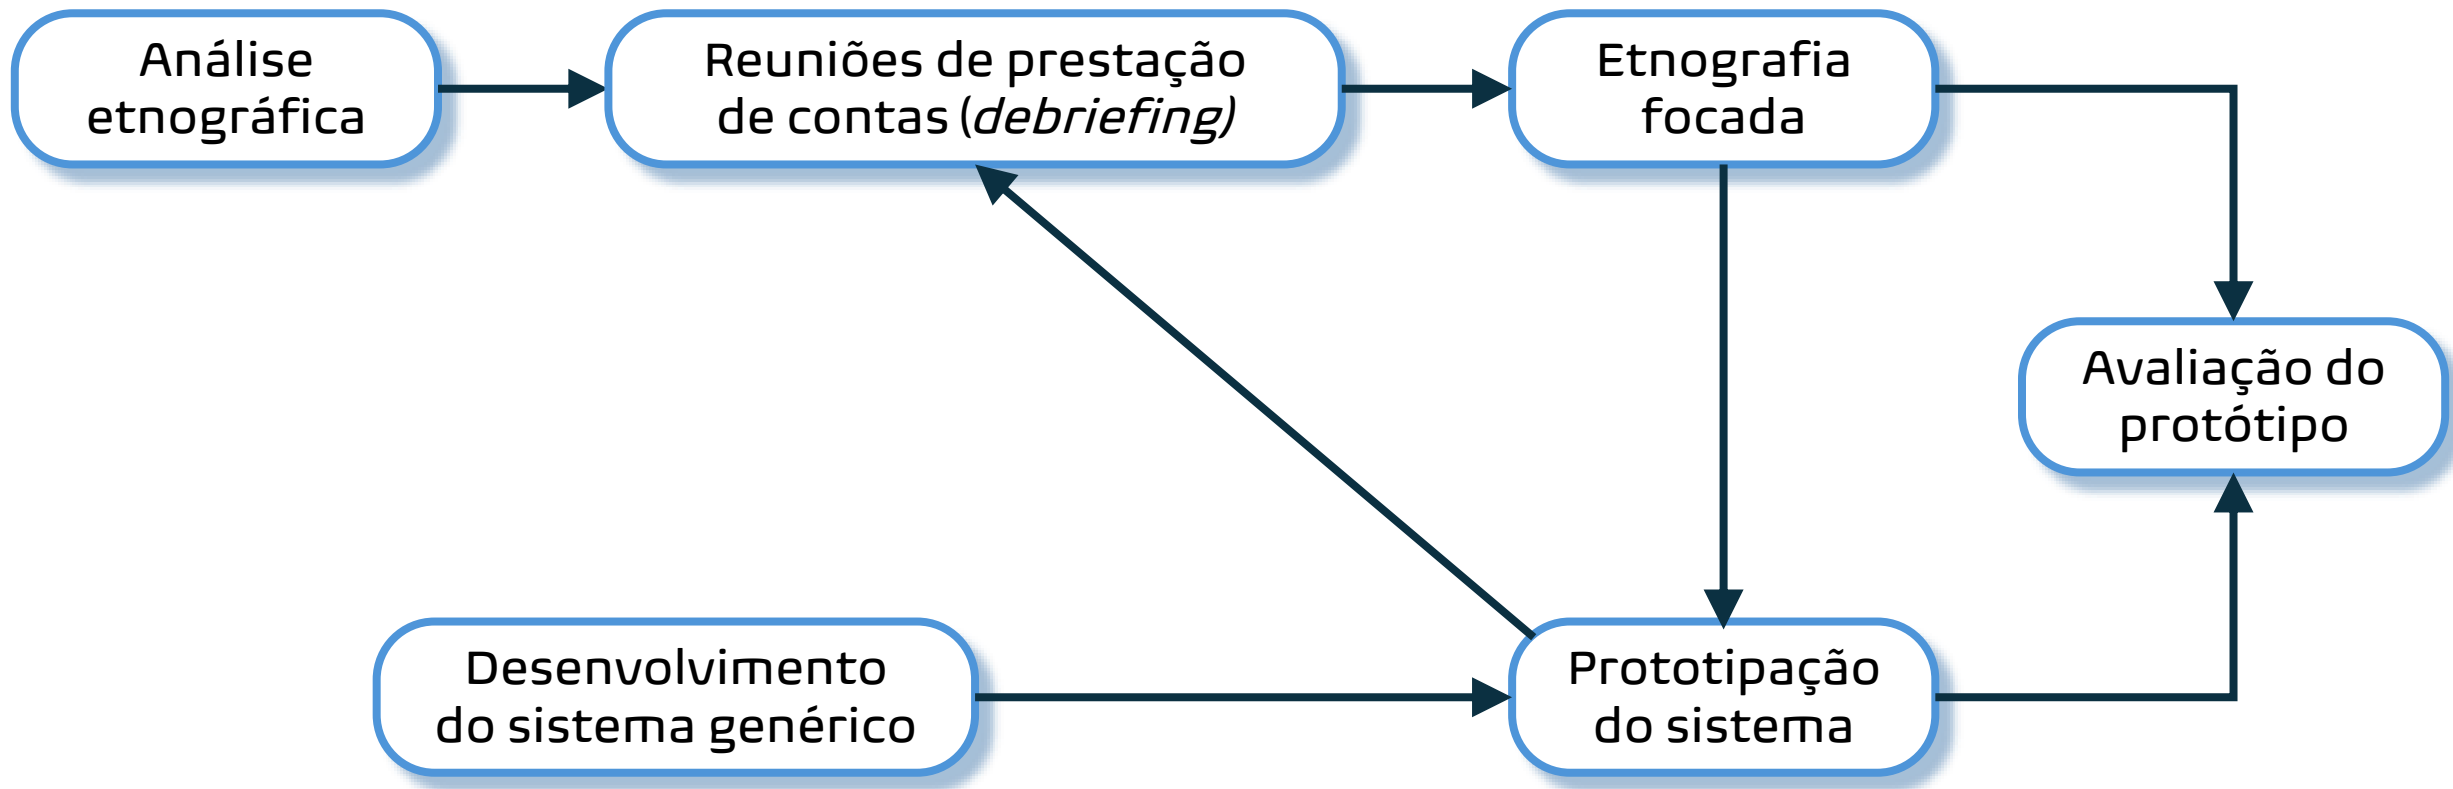 Análise
etnográfica
Reuniões de prestação
de contas (debriefing)
Etnografia
focada
Avaliação do
protótipo
Desenvolvimento
do sistema genérico
Prototipação
do sistema